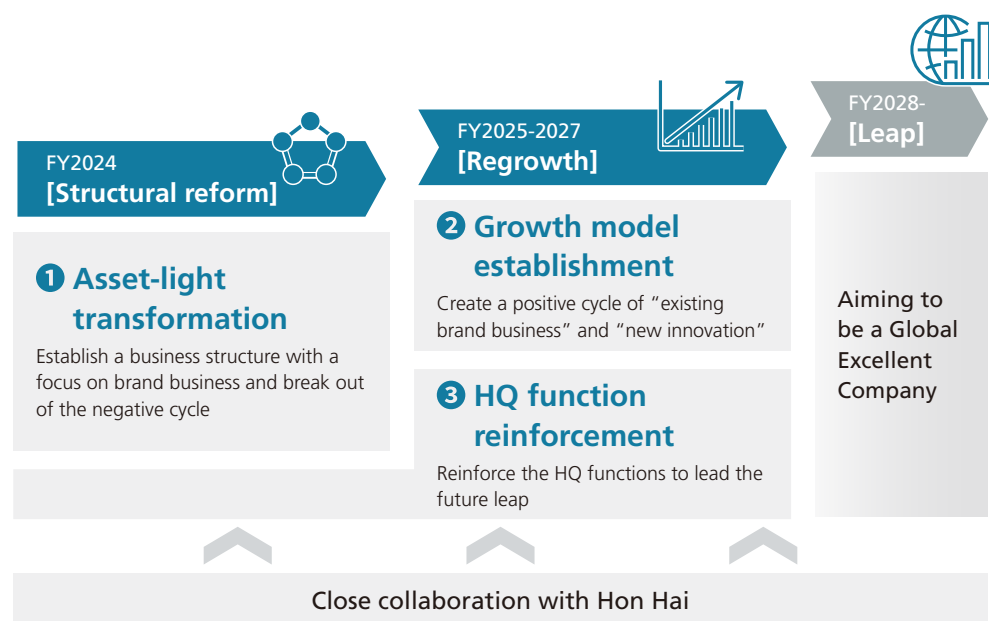 FY2024
[Structural reform]
1 Asset-light
transformation
Establish a business structure with a
focus on brand business and break out
of the negative cycle
FY2025-2027
[Regrowth]
2 Growth model
establishment
Create a positive cycle of “existing
brand business” and “new innovation”
3 HQ function
reinforcement
Reinforce the HQ functions to lead the
future leap
FY2028-
[Leap]
Aiming to
be a Global
Excellent
Company
Close collaboration with Hon Hai